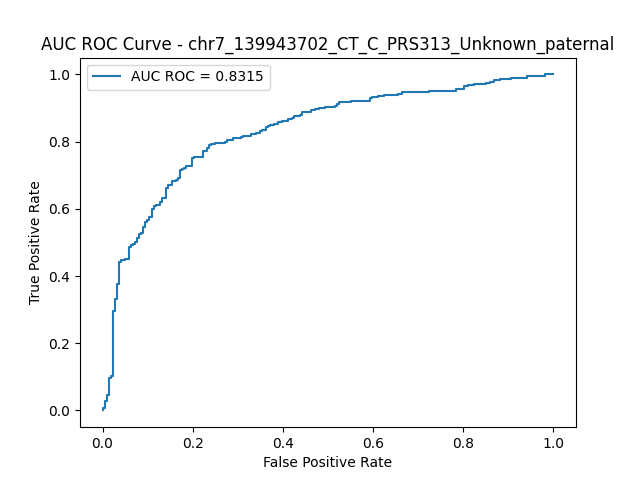 AUC ROC Curve - chr7_139943702_CT_C_PRS313_Unknown_paternal
AUC ROC = 0.8315
1.0
0.8
0.6
0.4
0.2
0.0
True Positive Rate
0.0 0.2 0.4 0.6 0.8 1.0
False Positive Rate